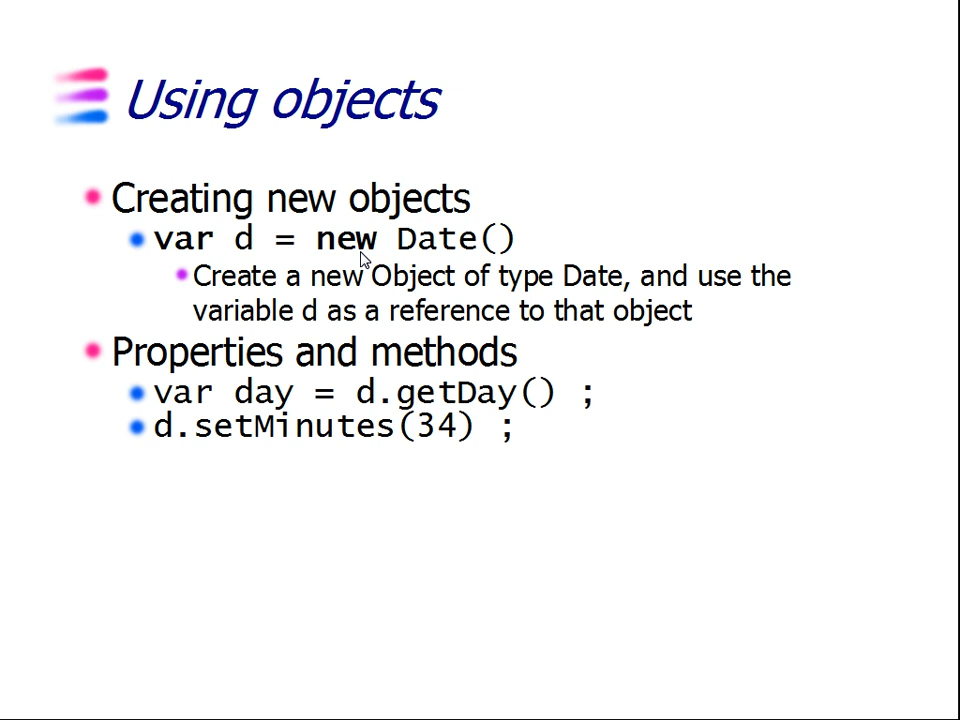 Using objects
Creating new objects
var d = new Date()
Create a new Object of type Date, and use the
variable d as a reference to that object
Properties and methods
var day = d.getDay() ;
d.setMinutes(34) ;